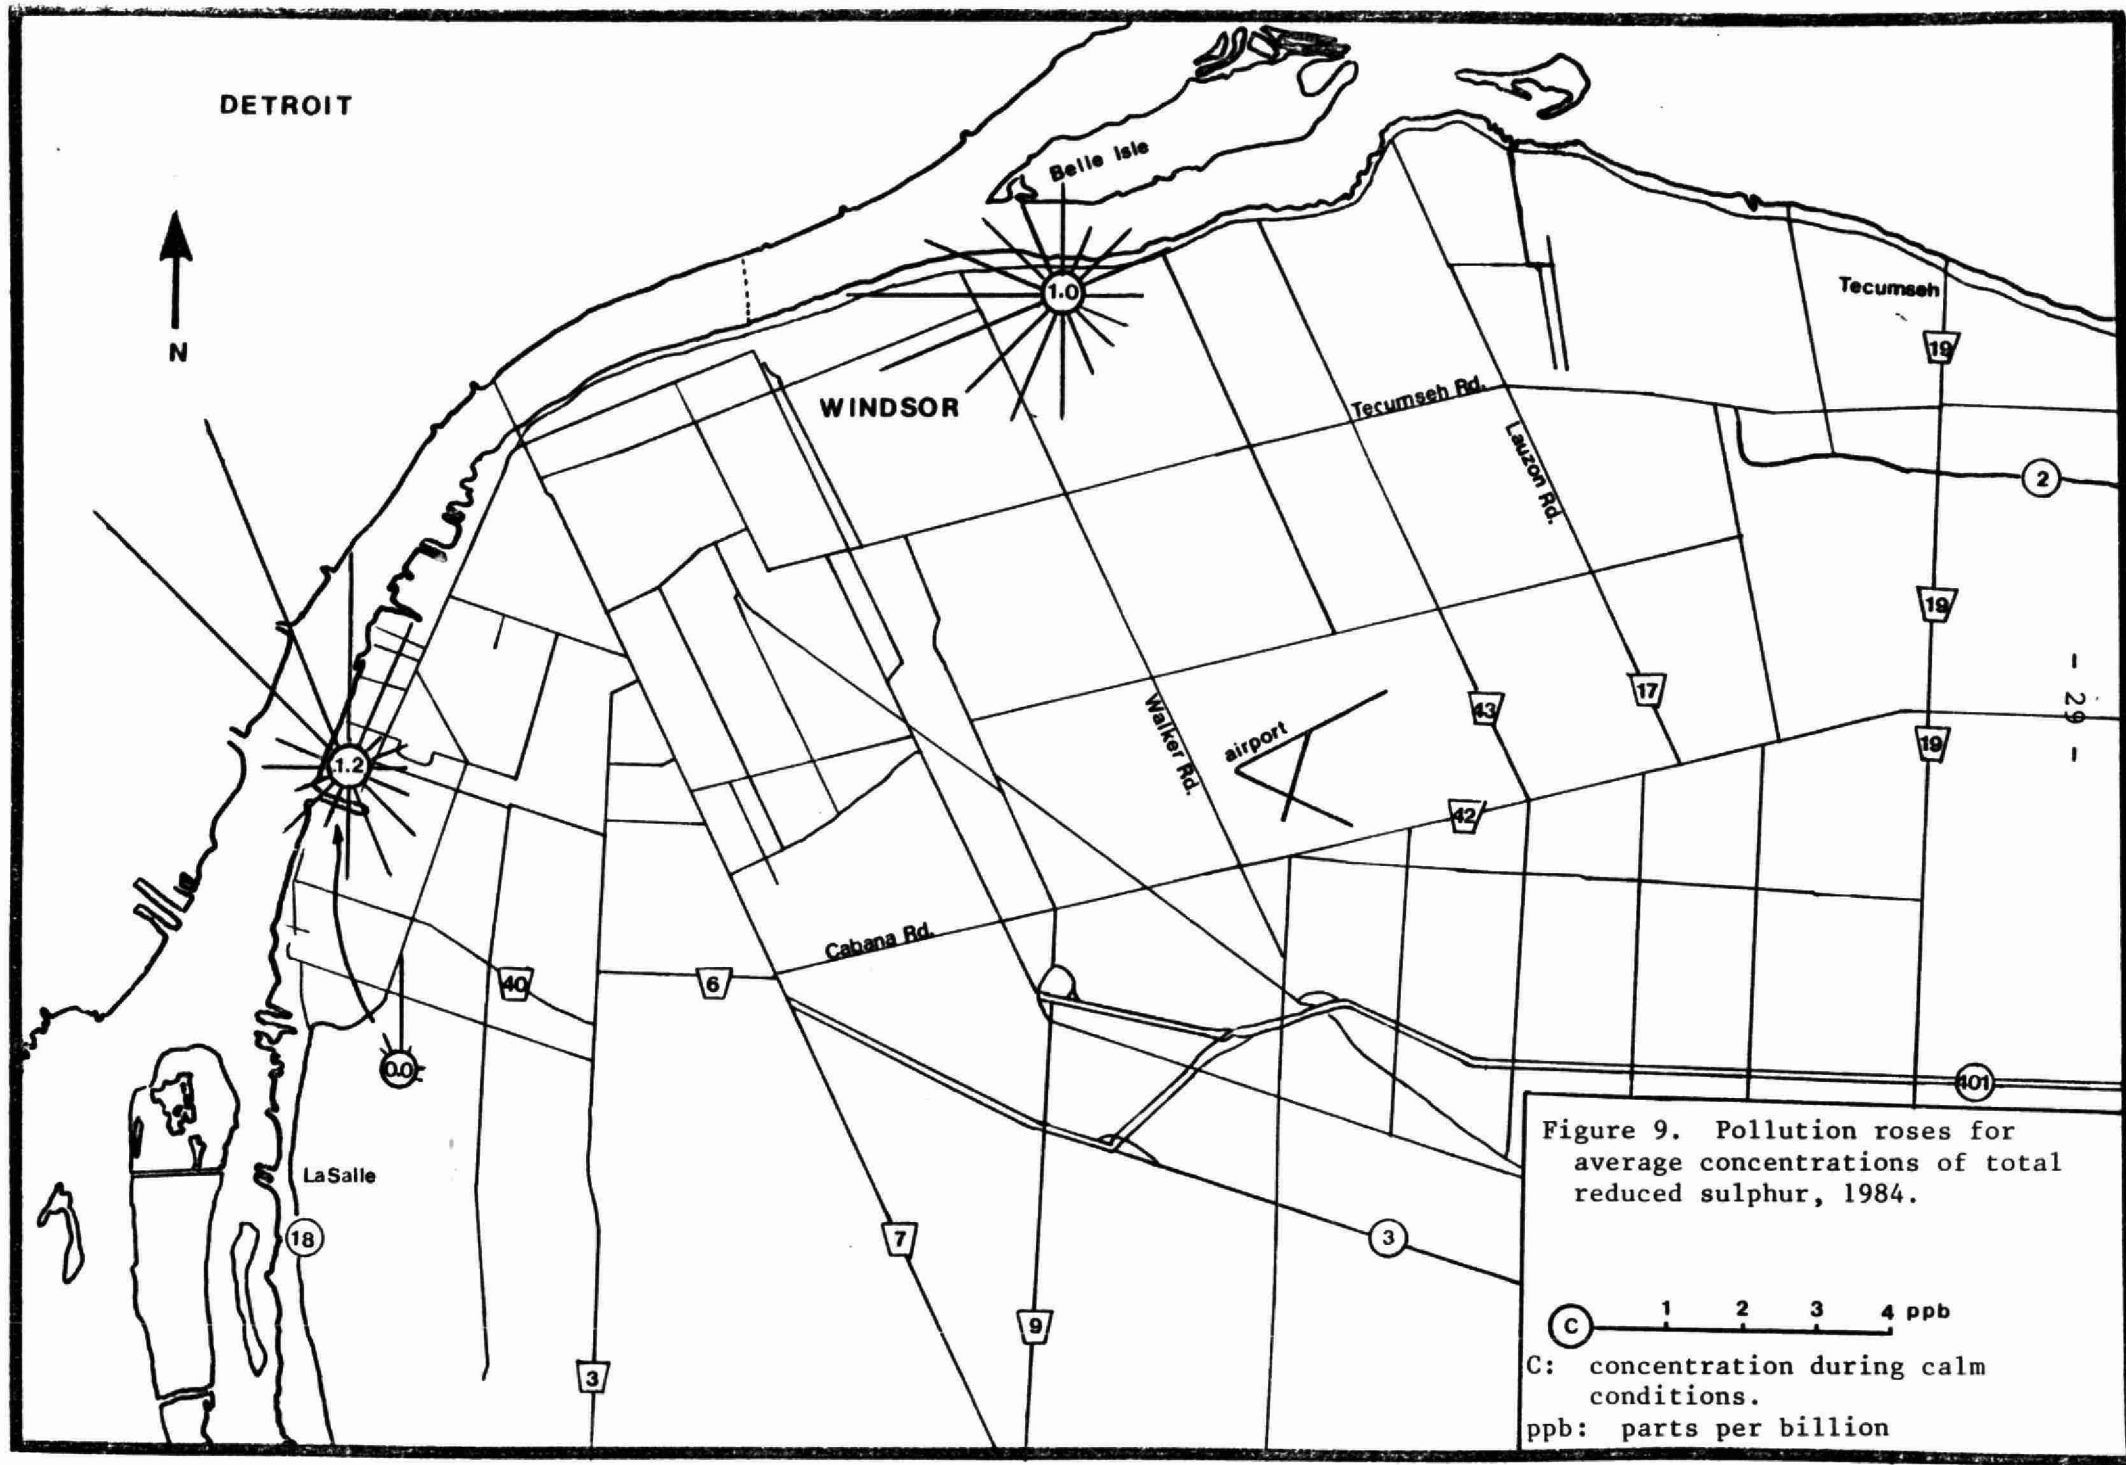 DETROIT
N
Belle Isle
1.0
WINDSOR
Tecumseh
19
Tecumseh Rd.
Lauzon Rd.
2
19
- 29 -
17
43
19
Walker Rd.
airport
1.2
42
Cabana Rd.
40
6
0.0
401
LaSalle
18
7
3
9
3
Figure 9. Pollution roses for
average concentrations of total
reduced sulphur, 1984.
1 2 3 4 ppb
C
C: concentration during calm
conditions.
ppb: parts per billion